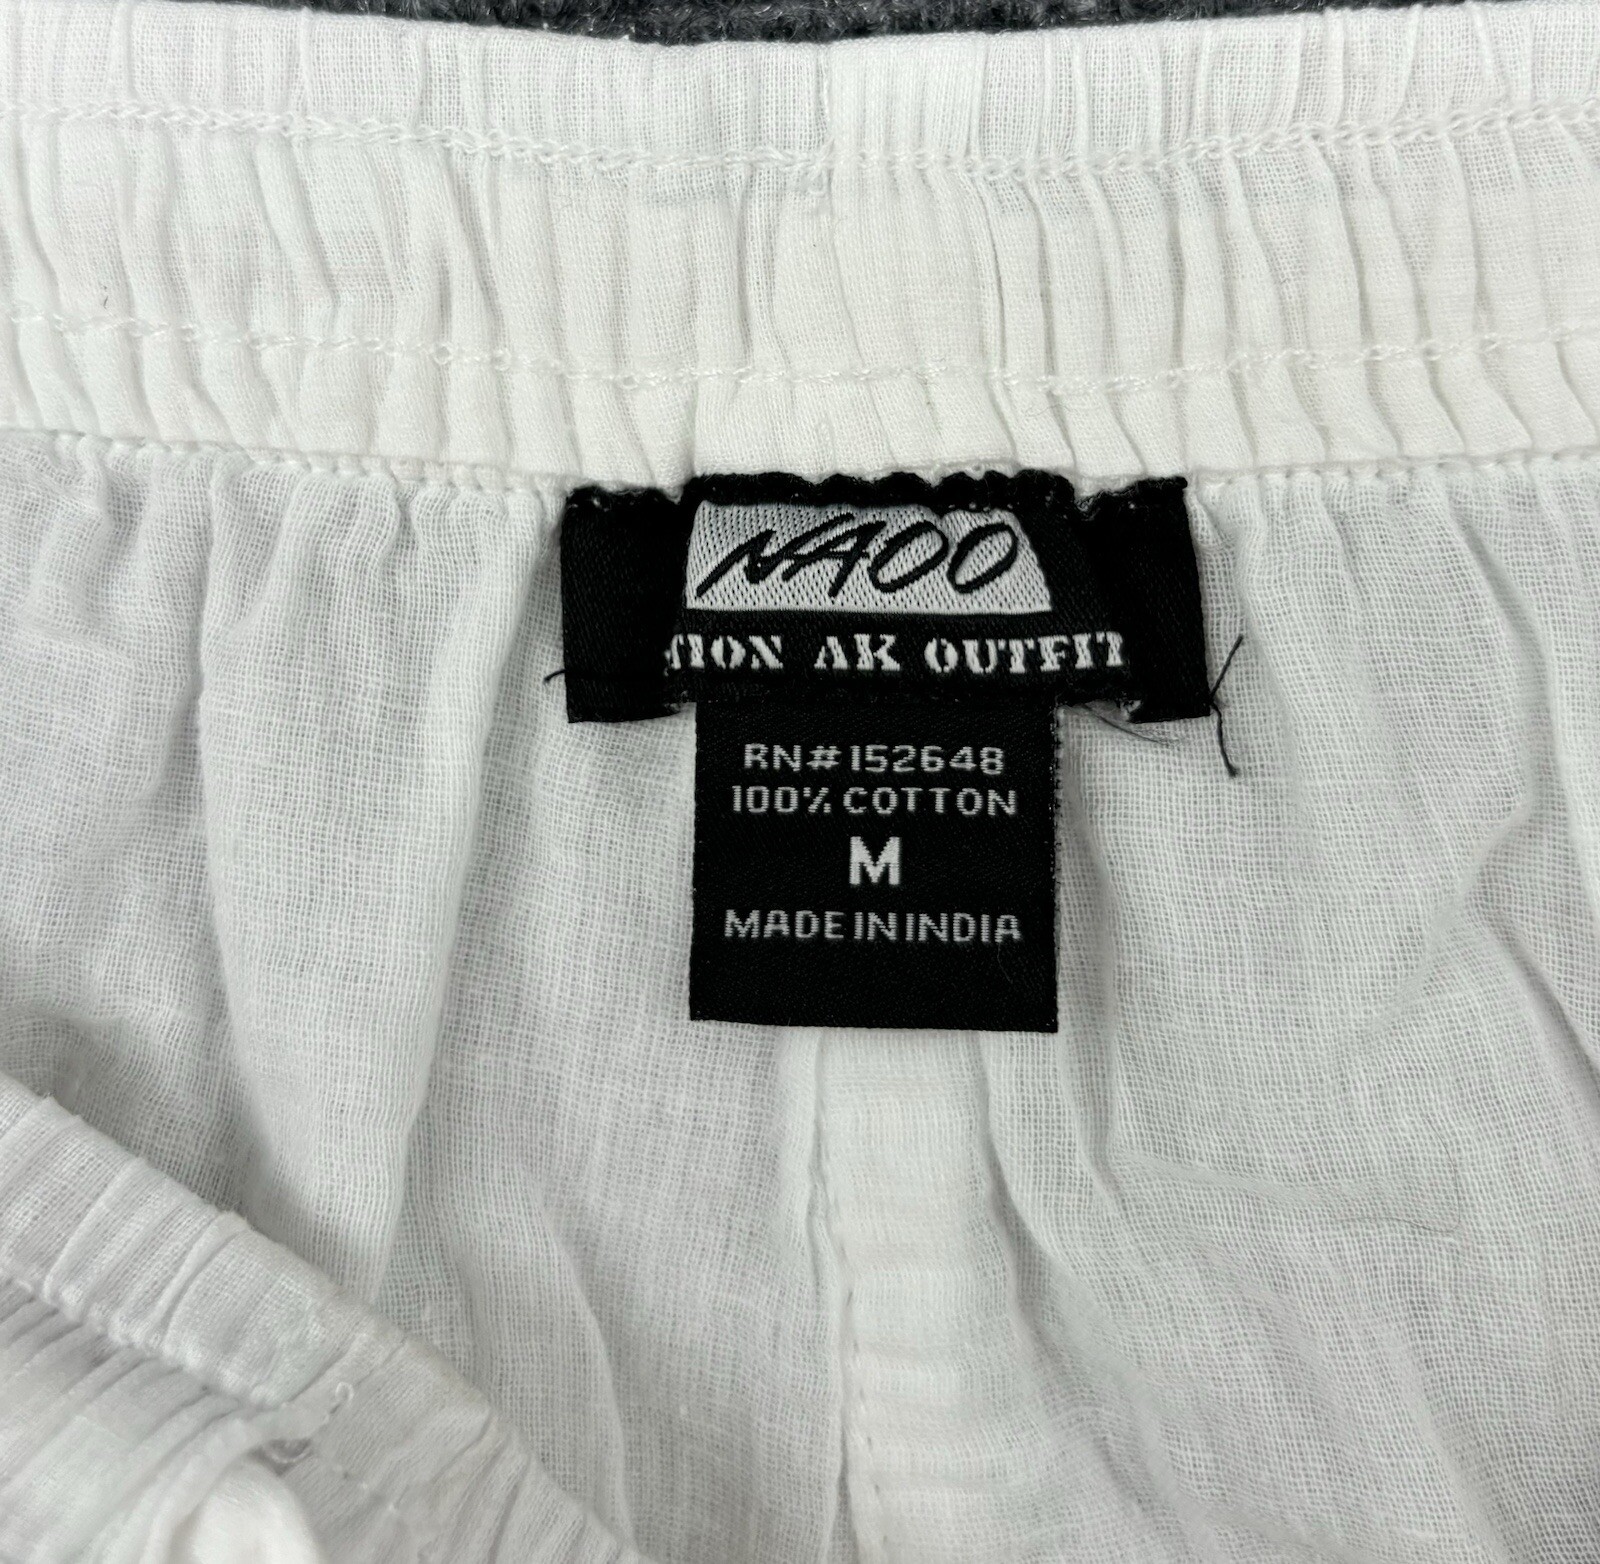 NAOO
TION AK OUTFIT
RN# 152648
100% COTTON
M
MADE IN INDIA